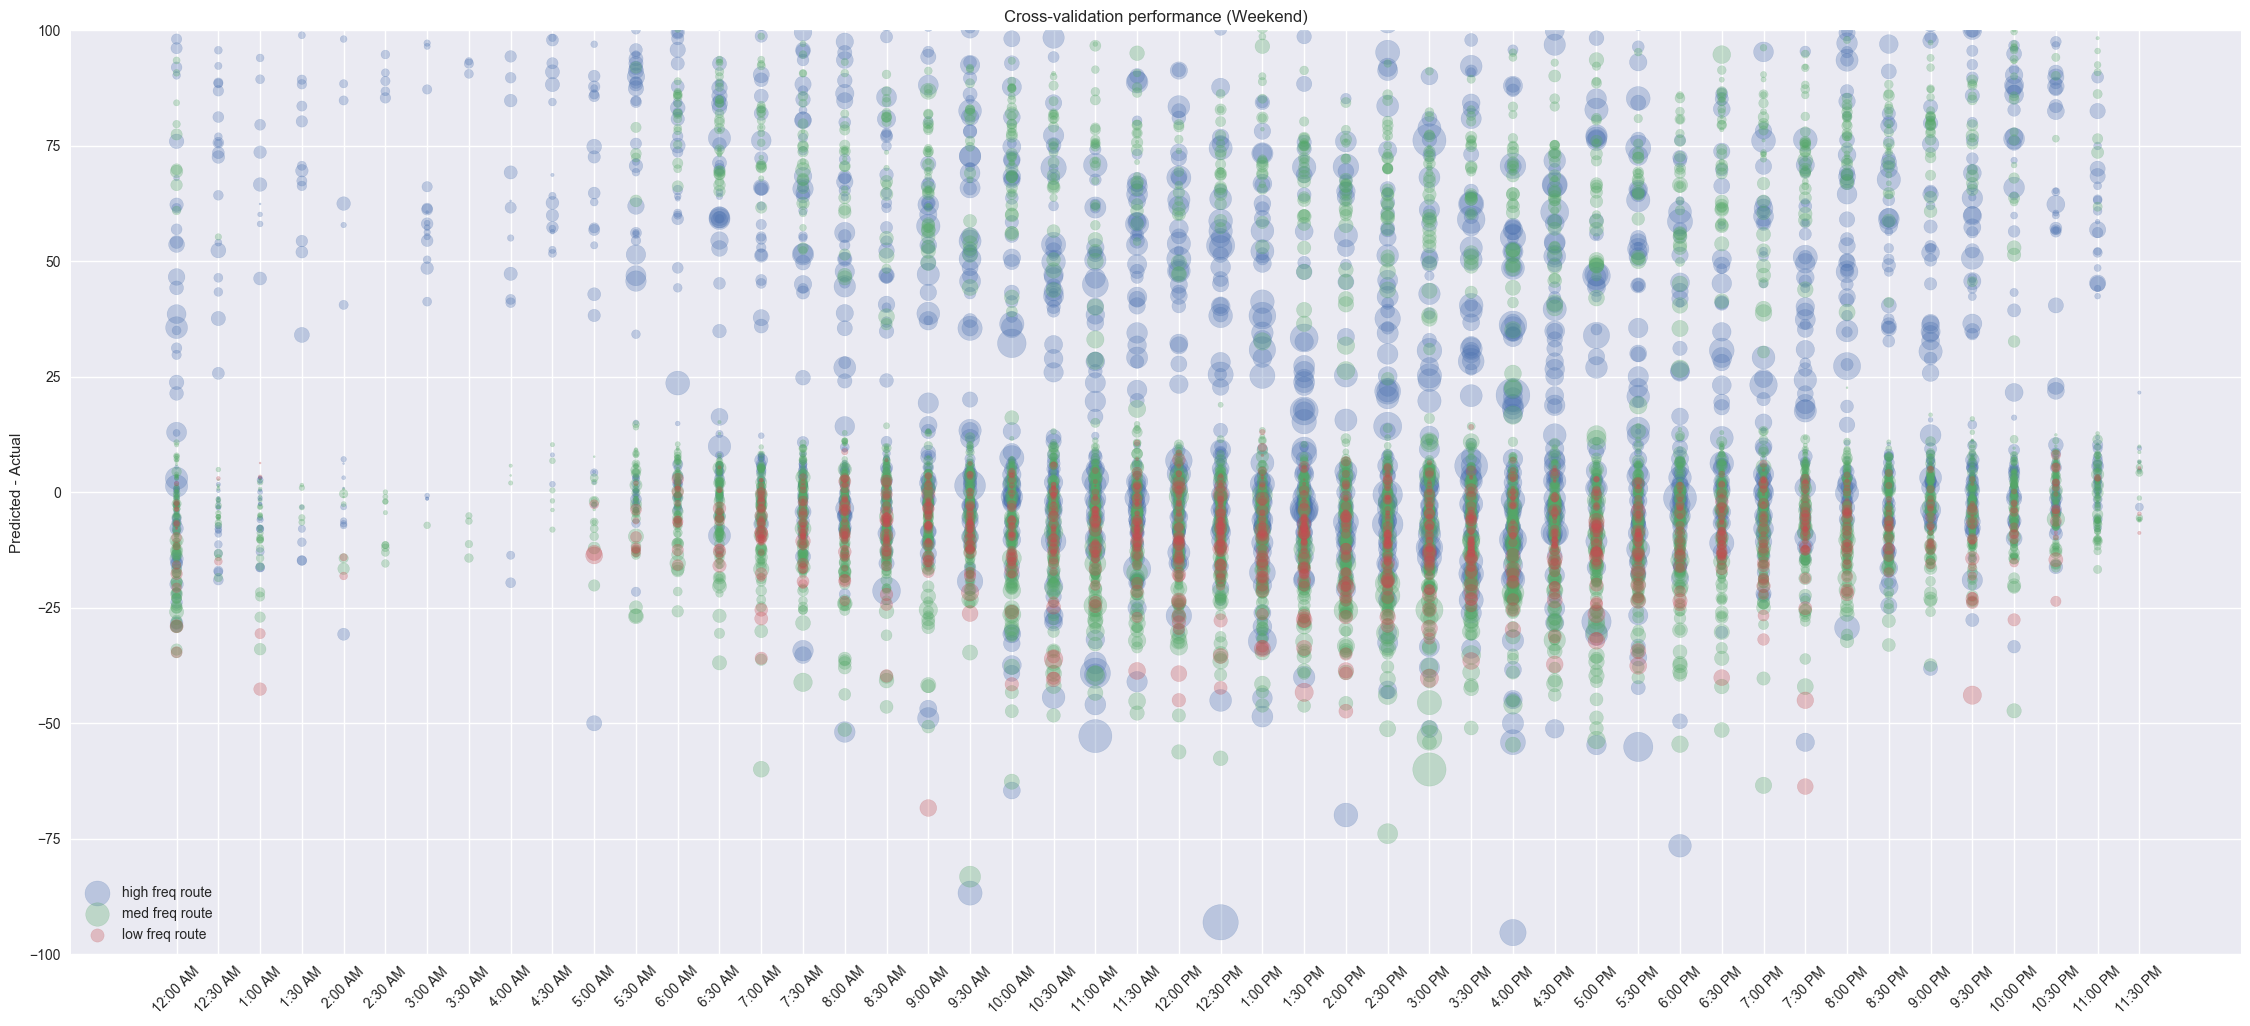 Cross-validation performance (Weekend)
Predicted - Actual
100
75
50
25
0
−25
−50
−75
−100
high freq route
med freq route
low freq route
12:00 AM
12:30 AM
1:00 AM
1:30 AM
2:00 AM
2:30 AM
3:00 AM
3:30 AM
4:00 AM
4:30 AM
5:00 AM
5:30 AM
6:00 AM
6:30 AM
7:00 AM
7:30 AM
8:00 AM
8:30 AM
9:00 AM
9:30 AM
10:00 AM
10:30 AM
11:00 AM
11:30 AM
12:00 PM
12:30 PM
1:00 PM
1:30 PM
2:00 PM
2:30 PM
3:00 PM
3:30 PM
4:00 PM
4:30 PM
5:00 PM
5:30 PM
6:00 PM
6:30 PM
7:00 PM
7:30 PM
8:00 PM
8:30 PM
9:00 PM
9:30 PM
10:00 PM
10:30 PM
11:00 PM
11:30 PM